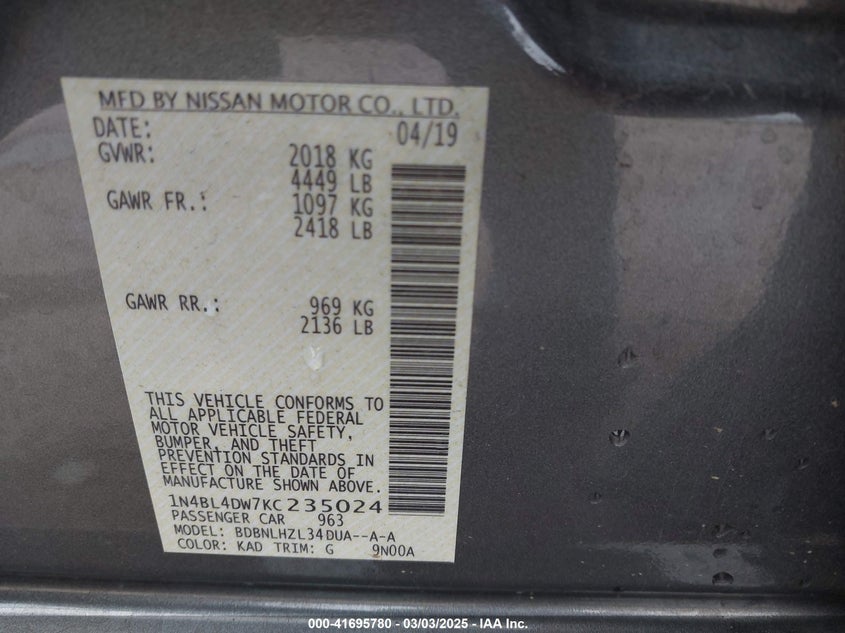 MFD BY NISSAN MOTOR CO., LTD.
DATE: 04/19
GVWR: 2018 KG
4449 LB
GAWR FR.: 1097 KG
2418 LB
GAWR RR.: 969 KG
2136 LB
THIS VEHICLE CONFORMS TO
ALL APPLICABLE FEDERAL
MOTOR VEHICLE SAFETY,
BUMPER, AND THEFT
PREVENTION STANDARDS IN
EFFECT ON THE DATE OF
MANUFACTURE SHOWN ABOVE.
1N4BL4DW7KC235024
PASSENGER CAR 963
MODEL: BDBNLHZL34DUA--A-A
COLOR: KAD TRIM: G 9N00A
000-41695780 - 03/03/2025 - IAA Inc.